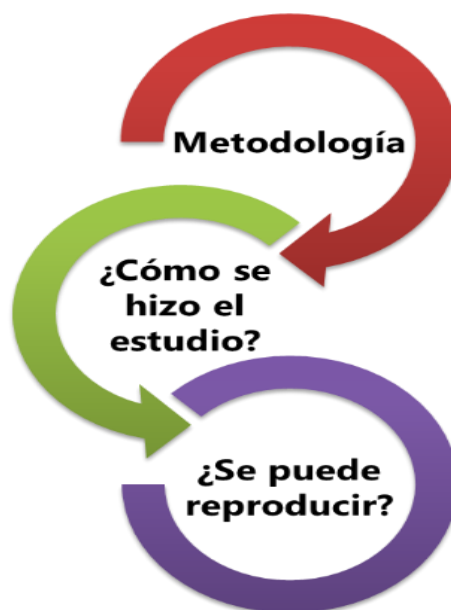 Metodología
¿Cómo se
hizo el
estudio?
¿Se puede
reproducir?